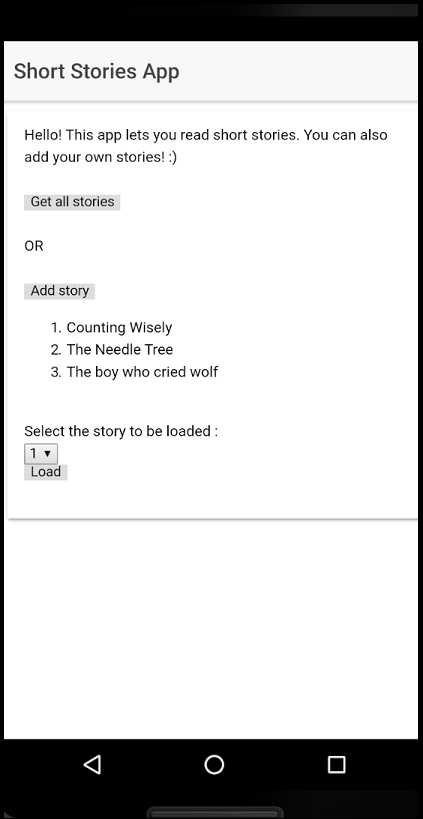 Short Stories App
Hello! This app lets you read short stories. You can also
add your own stories! :)
Get all stories
OR
Add story
1. Counting Wisely
2. The Needle Tree
3. The boy who cried wolf
Select the story to be loaded :
1
Load